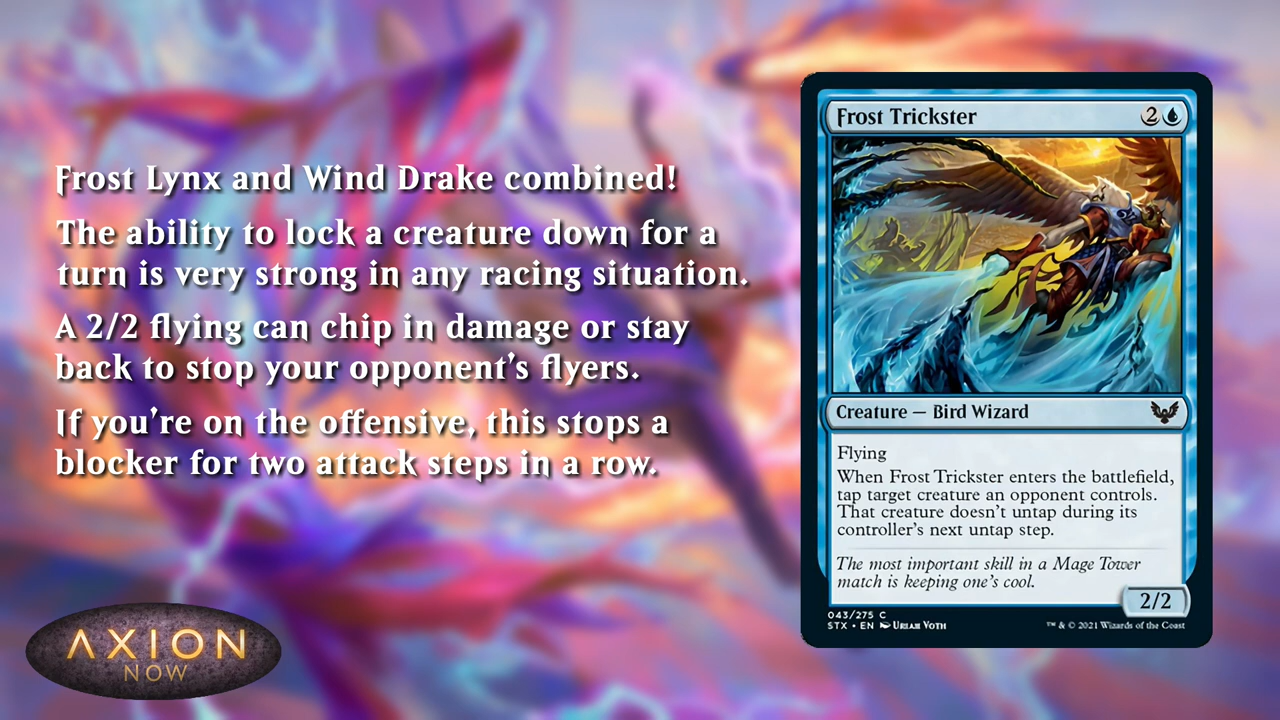 Frost Lynx and Wind Drake combined!
The ability to lock a creature down for a
turn is very strong in any racing situation.
A 2/2 flying can chip in damage or stay
back to stop your opponent's flyers.
If you're on the offensive, this stops a
blocker for two attack steps in a row.
AXION
NOW
Frost Trickster 2
Creature — Bird Wizard
Flying
When Frost Trickster enters the battlefield,
tap target creature an opponent controls.
That creature doesn't untap during its
controller's next untap step.
The most important skill in a Mage Tower
match is keeping one's cool.
2/2
043/275 C
STX • EN Uriah Voth
™ & © 2021 Wizards of the Coast